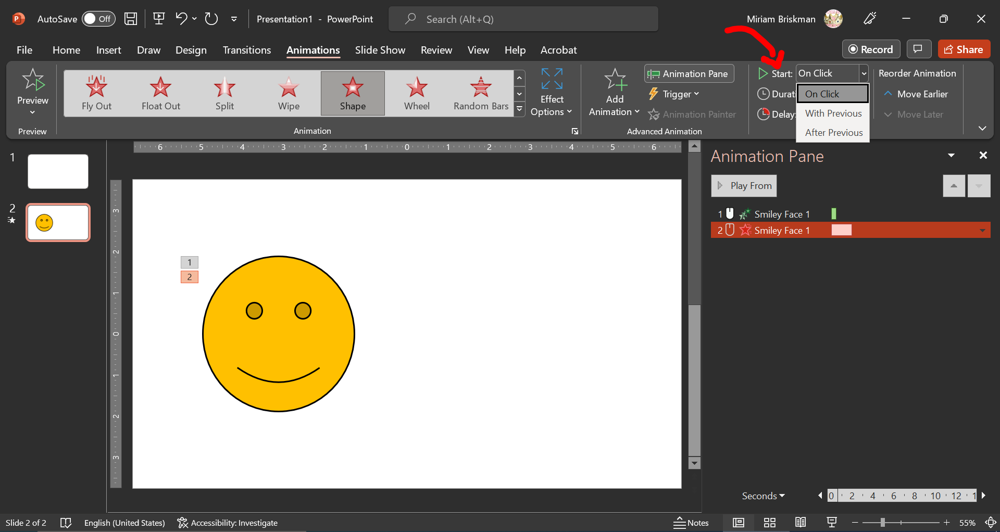 AutoSave Off Presentation1 - PowerPoint Search (Alt+Q) Miriam Briskman
File Home Insert Draw Design Transitions Animations Slide Show Review View Help Acrobat Record Share
Preview
Preview
Fly Out Float Out Split Wipe Shape Wheel Random Bars
Animation
Effect
Options
Add
Animation
Animation Pane
Trigger
Animation Painter
Advanced Animation
Start: On Click
Durati
Delay:
On Click
With Previous
After Previous
Reorder Animation
Move Earlier
Move Later
1
2
6 5 4 3 2 1 0 1 2 3 4 5 6
3
2
1
0
1
2
3
1
2
Animation Pane
Play From
1 Smiley Face 1
2 Smiley Face 1
Seconds 0 2 4 6 8 10 12 1
Slide 2 of 2 English (United States) Accessibility: Investigate Notes 55%